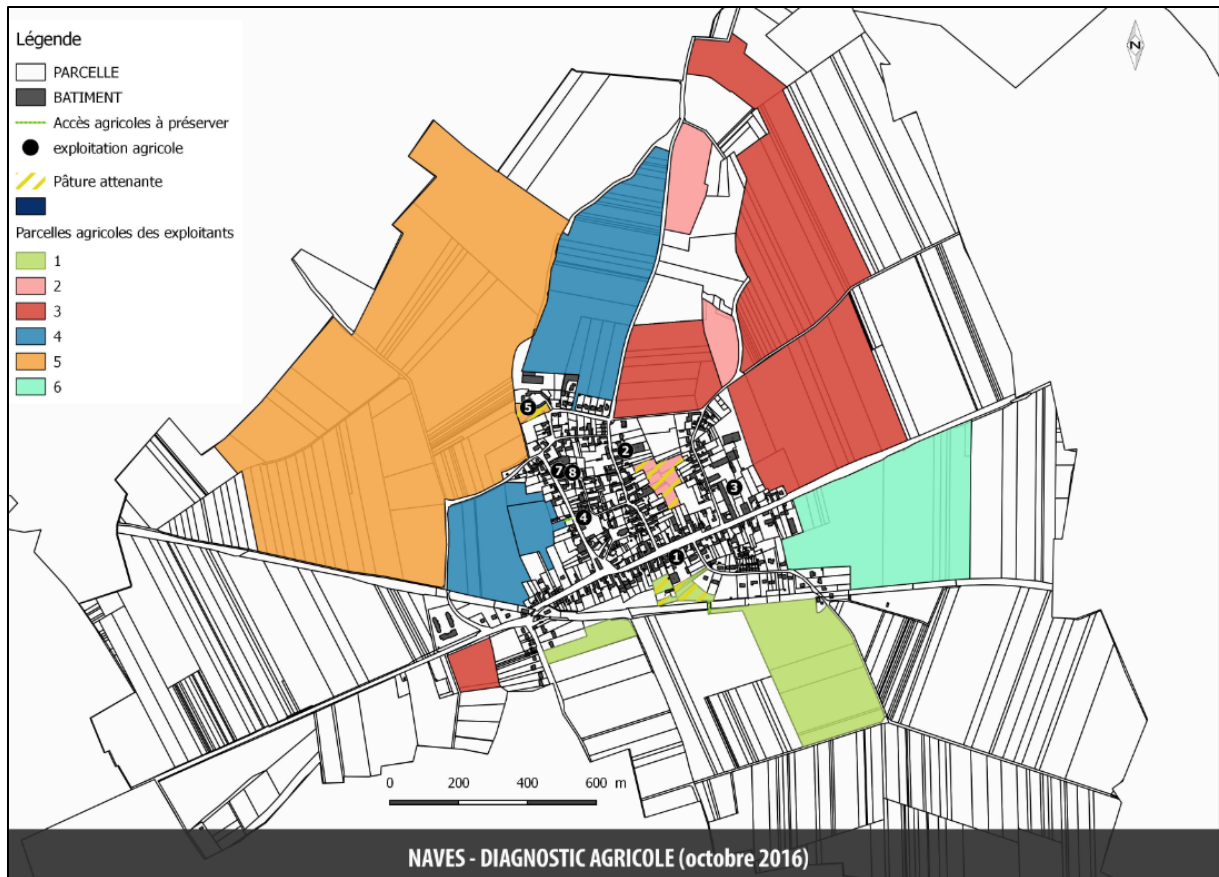 Légende
PARCELLE
BATIMENT
Accès agricoles à préserver
exploitation agricole
Pâture attenante
Parcelles agricoles des exploitants
1
2
3
4
5
6
N
5
2
7 8
3
4
1
0 200 400 600 m
NAVES - DIAGNOSTIC AGRICOLE (octobre 2016)